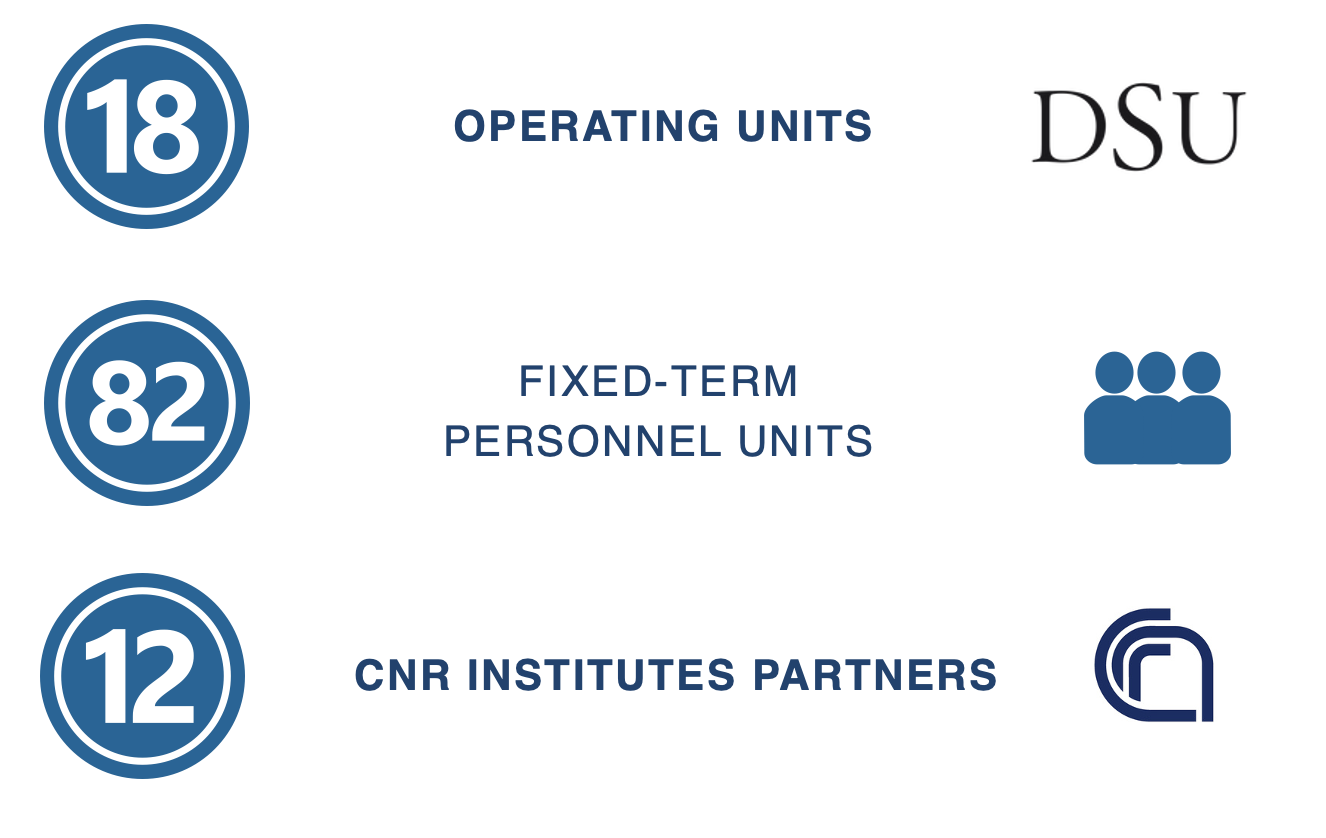 18
OPERATING UNITS
DSU
82
FIXED-TERM
PERSONNEL UNITS
12
CNR INSTITUTES PARTNERS